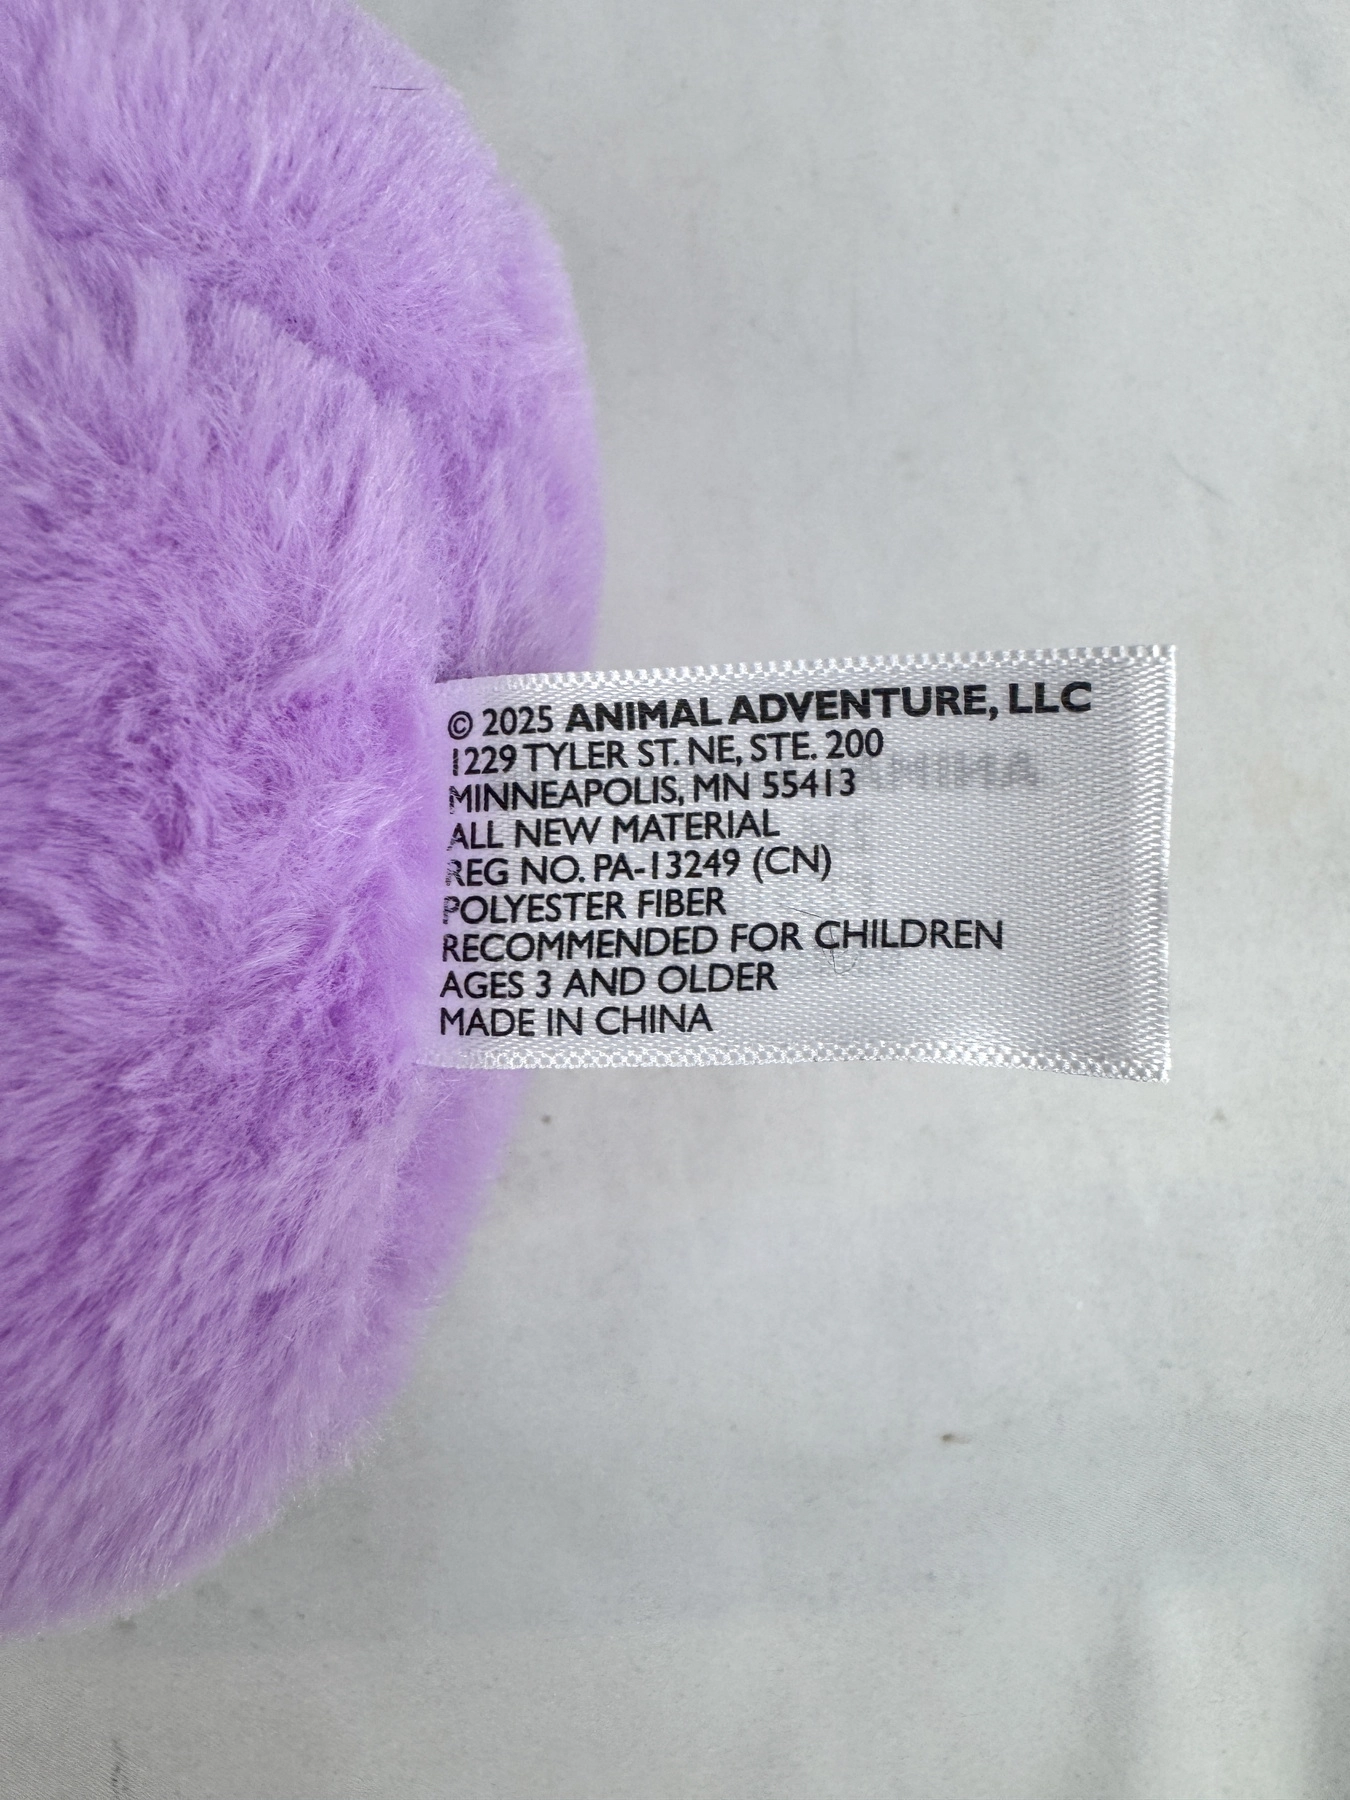 © 2025 ANIMAL ADVENTURE, LLC
1229 TYLER ST. NE, STE. 200
MINNEAPOLIS, MN 55413
ALL NEW MATERIAL
REG NO. PA-13249 (CN)
POLYESTER FIBER
RECOMMENDED FOR CHILDREN
AGES 3 AND OLDER
MADE IN CHINA